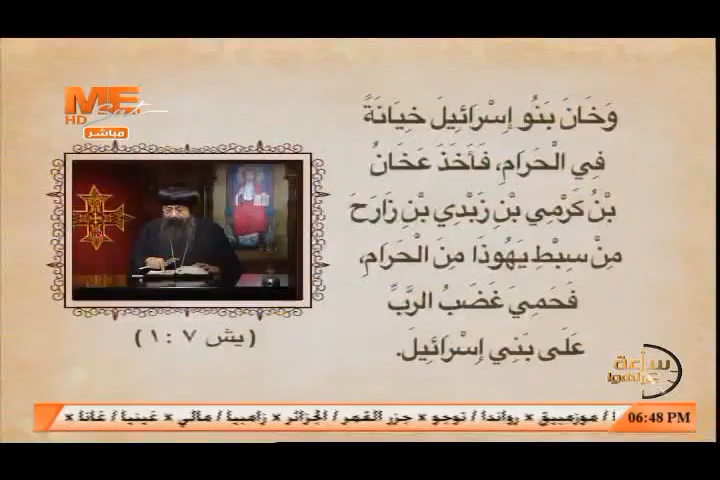 ME Sat
HD
مباشر
وَخَانَ بَنُو إِسْرَائِيلَ خِيَانَةً
فِي الْحَرَامِ، فَأَخَذَ عَخَانُ
بْنُ كَرْمِي بْنِ زَبْدِي بْنِ زَارَحَ
مِنْ سِبْطِ يَهُوذَا مِنَ الْحَرَامِ،
فَحَمِيَ غَضَبُ الرَّبِّ
عَلَى بَنِي إِسْرَائِيلَ.
(يش ٧ : ١)
ساعة
موزمبيق × رواندا / توجو × جزر القمر / الجزائر × زامبيا / مالي × غينيا / غانا ×
06:48 PM